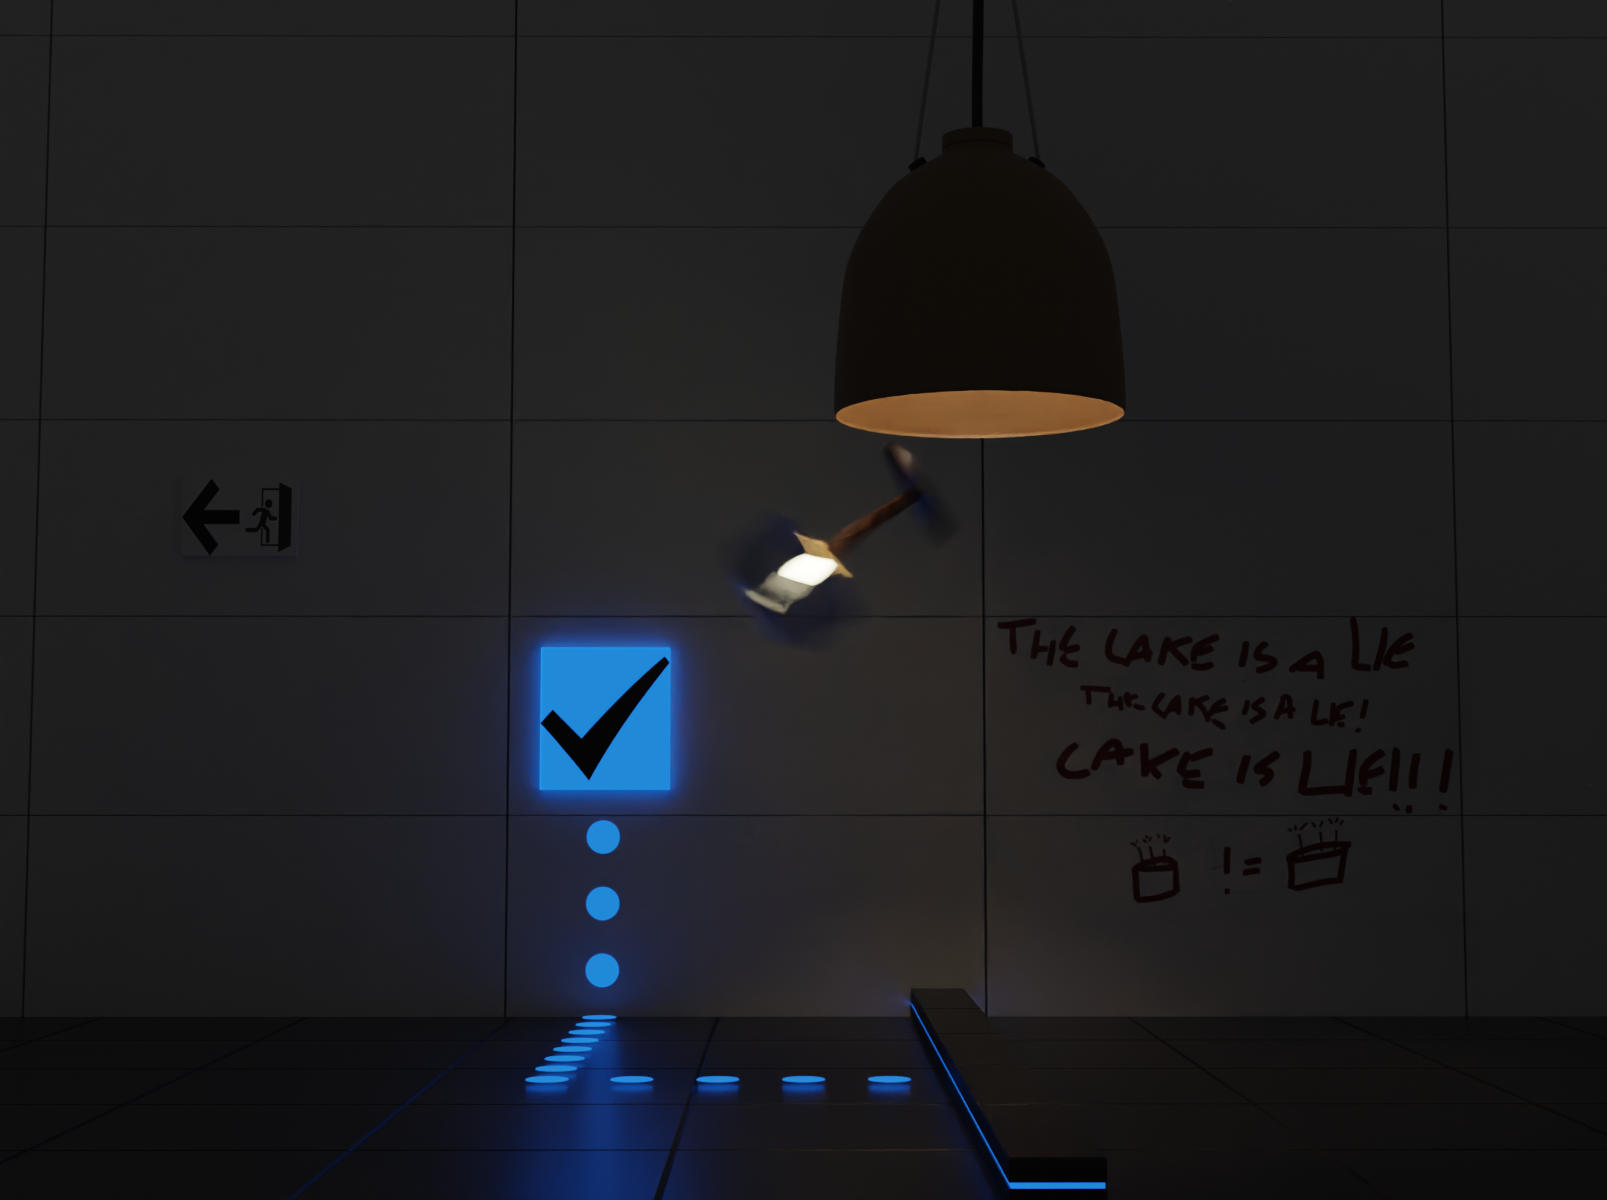 THE CAKE IS A LIE
THE CAKE IS A LIE!
CAKE IS LIE!!!
!=